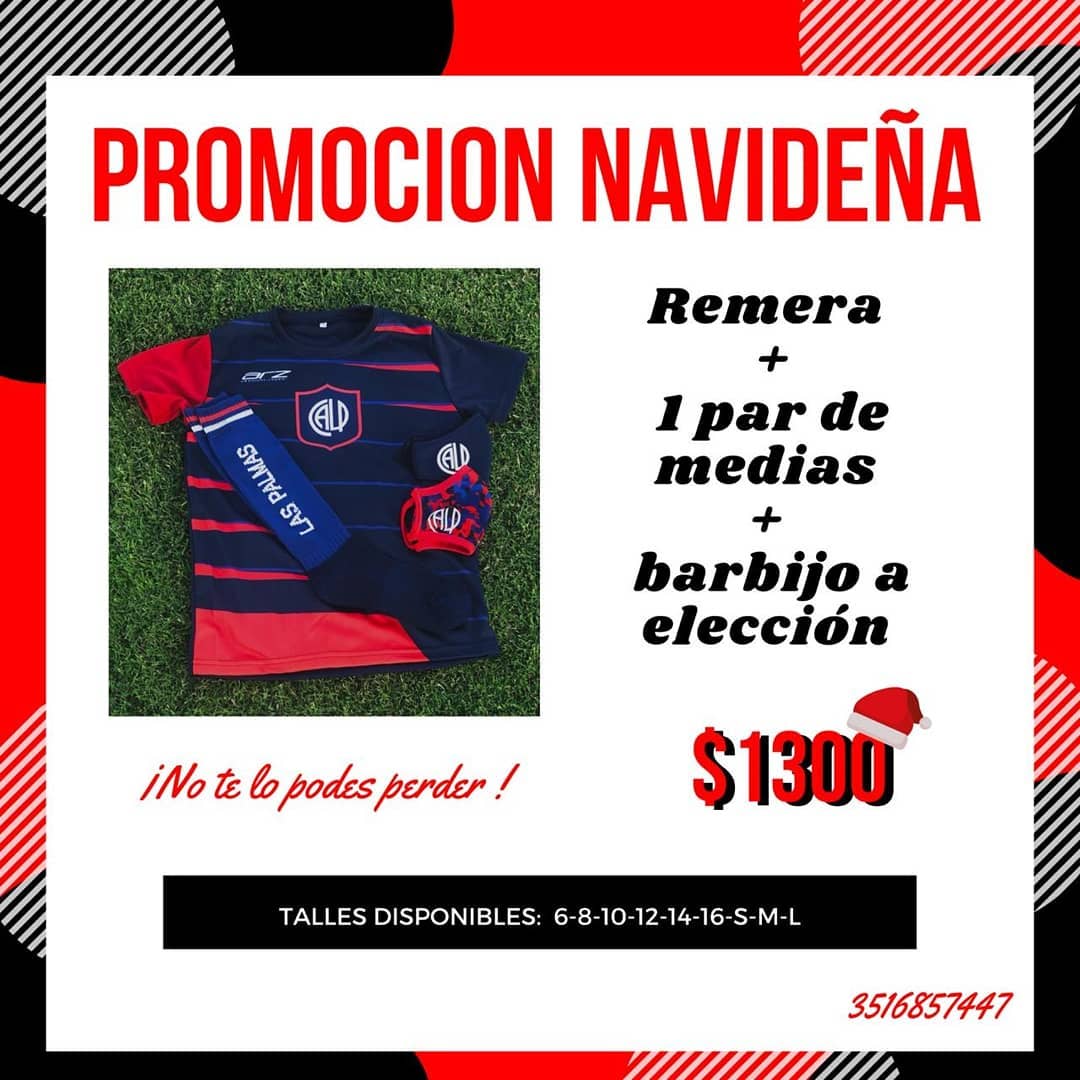 PROMOCION NAVIDEÑA
Remera
+
1 par de
medias
+
barbijo a
elección
arz
CALP
LAS PALMAS
CALP
CALP
¡No te lo podes perder !
$1300
TALLES DISPONIBLES: 6-8-10-12-14-16-S-M-L
3516857447